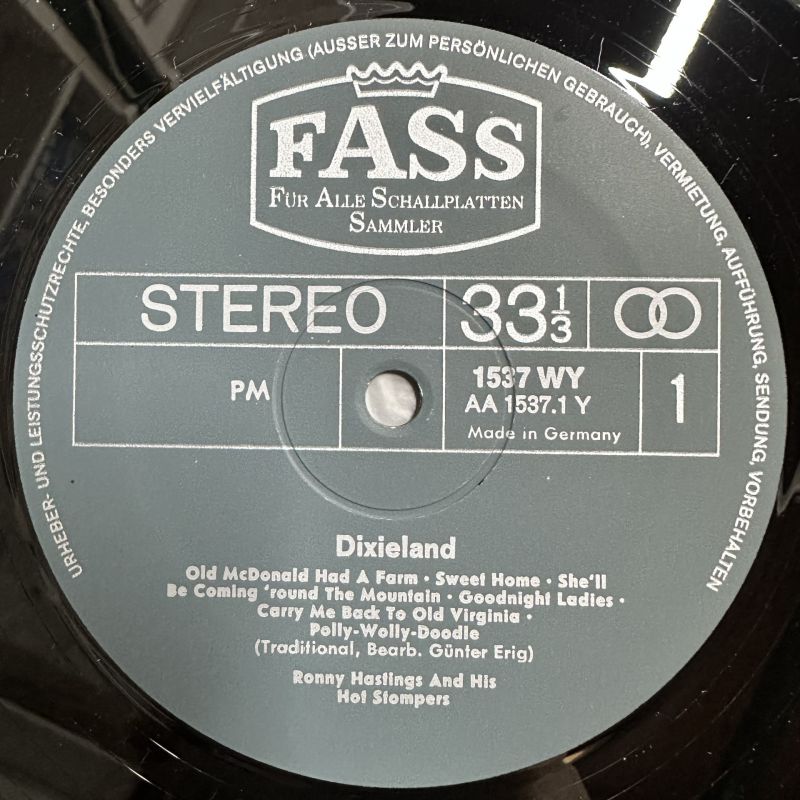 URHEBER- UND LEISTUNGSSCHUTZRECHTE, BESONDERS VERVIELFÄLTIGUNG (AUSSER ZUM PERSÖNLICHEN GEBRAUCH), VERMIETUNG, AUFFÜHRUNG, SENDUNG, VORBEHALTEN
FASS
FÜR ALLE SCHALLPLATTEN
SAMMLER
STEREO
33 1/3
PM
1537 WY
AA 1537.1 Y
Made in Germany
1
Dixieland
Old McDonald Had A Farm · Sweet Home · She'll
Be Coming 'round The Mountain · Goodnight Ladies ·
Carry Me Back To Old Virginia ·
Polly-Wolly-Doodle
(Traditional, Bearb. Günter Erig)
Ronny Hastings And His
Hot Stompers